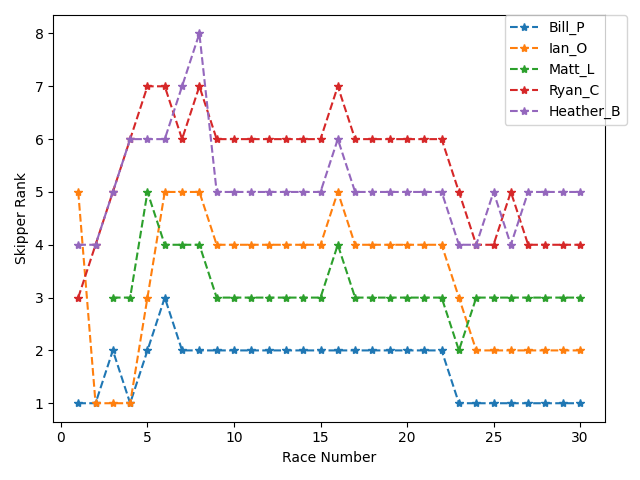 Bill_P
Ian_O
Matt_L
Ryan_C
Heather_B
Skipper Rank
8
7
6
5
4
3
2
1
0 5 10 15 20 25 30
Race Number